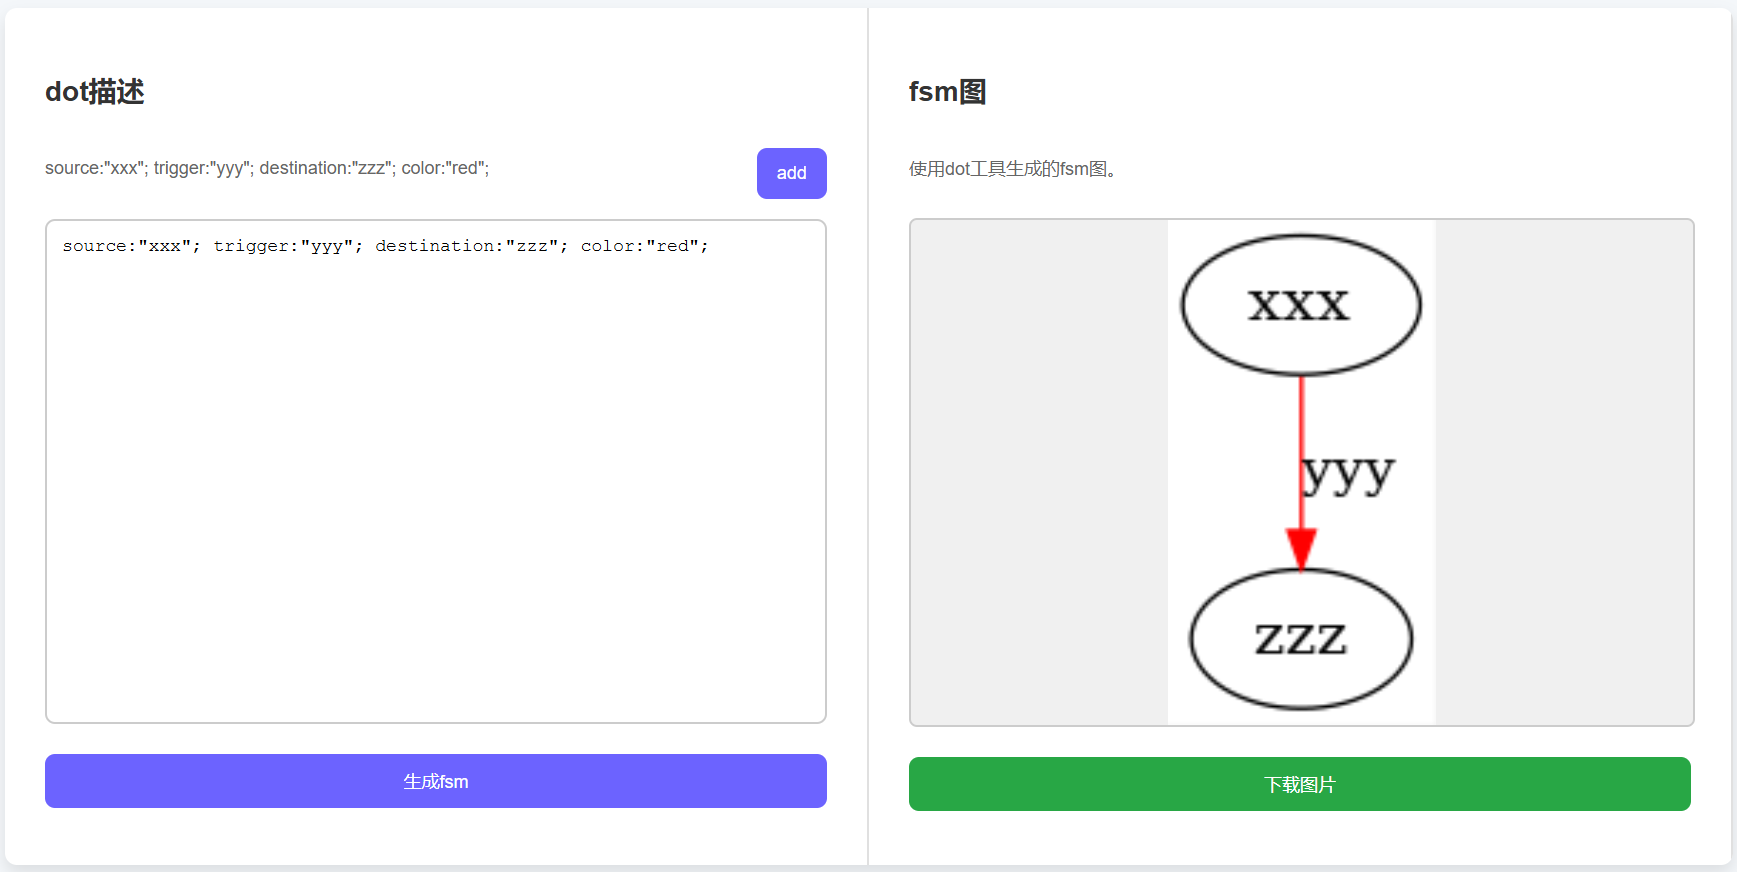 dot描述
source:"xxx"; trigger:"yyy"; destination:"zzz"; color:"red";
add
source:"xxx"; trigger:"yyy"; destination:"zzz"; color:"red";
生成fsm
fsm图
使用dot工具生成的fsm图。
xxx
yyy
zzz
下载图片